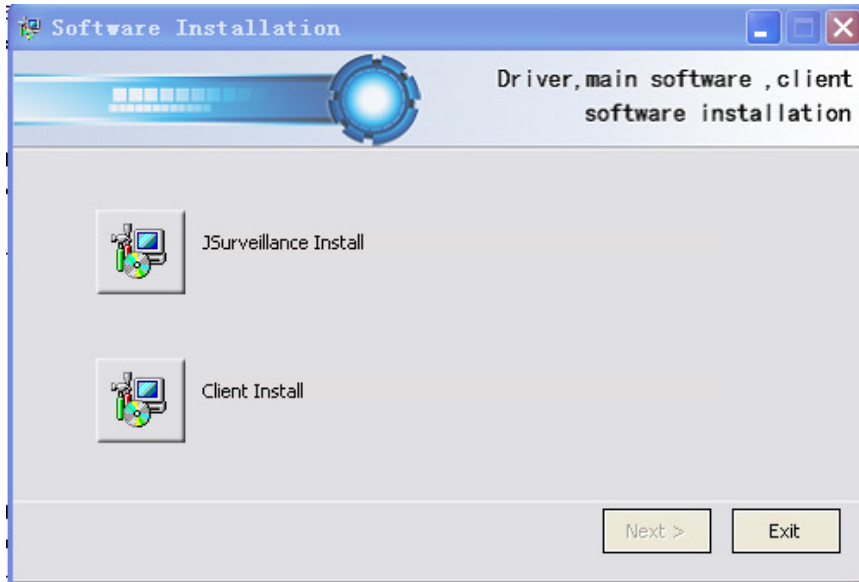 Software Installation
Driver,main software ,client
software installation
JSurveillance Install
Client Install
Next >
Exit